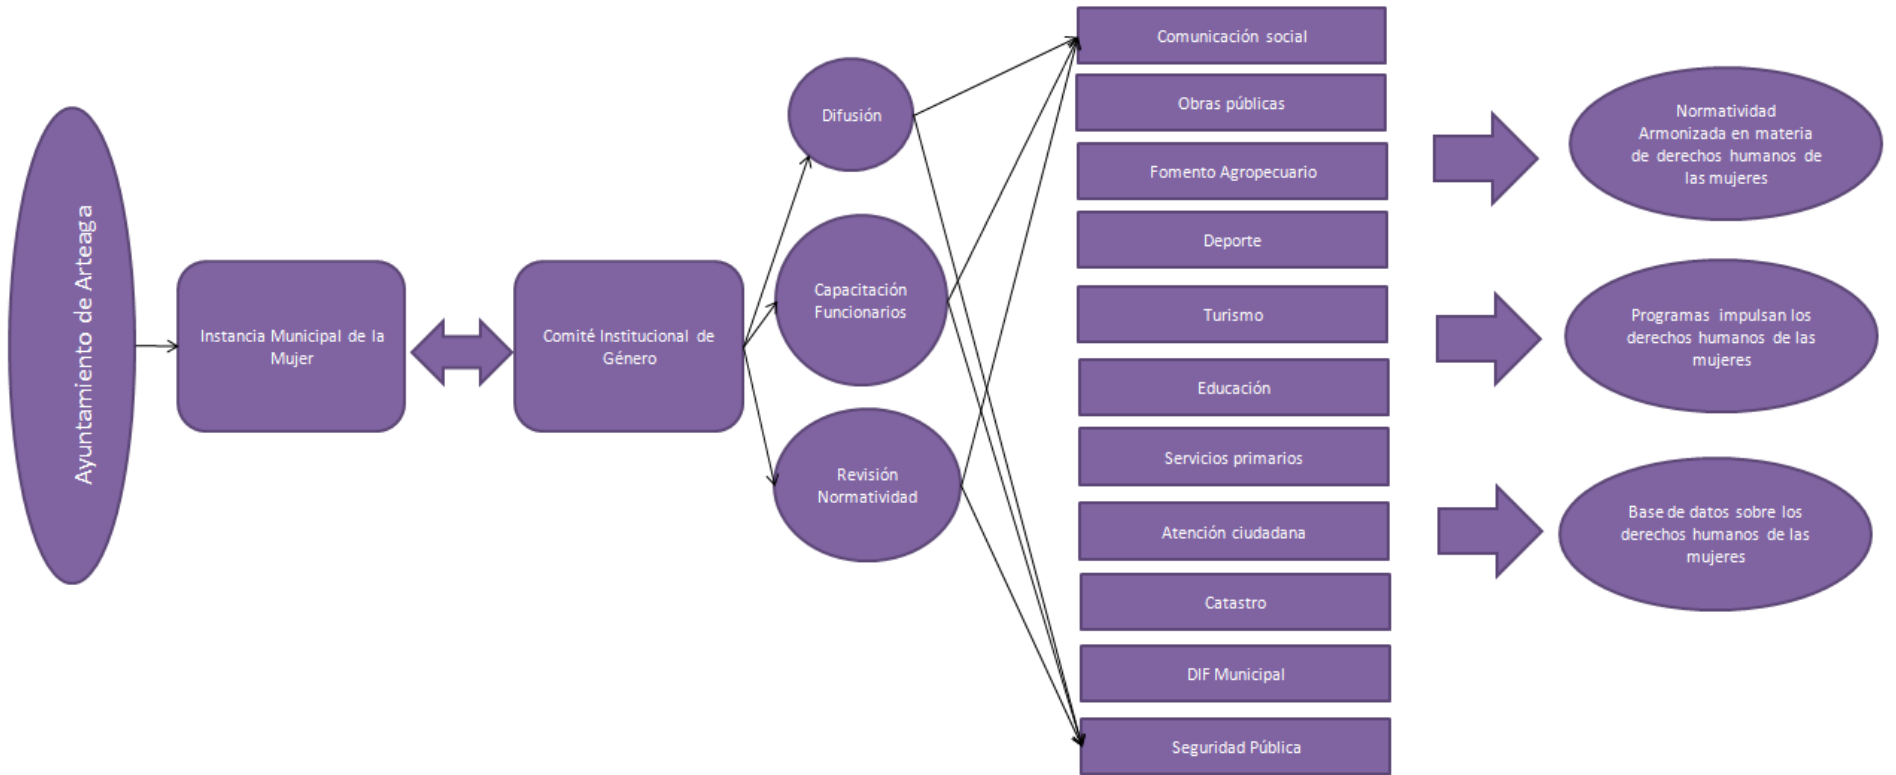 Ayuntamiento de Arteaga
Instancia Municipal de la
Mujer
Comité Institucional de
Género
Difusión
Capacitación
Funcionarios
Revisión
Normatividad
Comunicación social
Obras públicas
Fomento Agropecuario
Deporte
Turismo
Educación
Servicios primarios
Atención ciudadana
Catastro
DIF Municipal
Seguridad Pública
Normatividad
Armonizada en materia
de derechos humanos de
las mujeres
Programas impulsan los
derechos humanos de las
mujeres
Base de datos sobre los
derechos humanos de las
mujeres